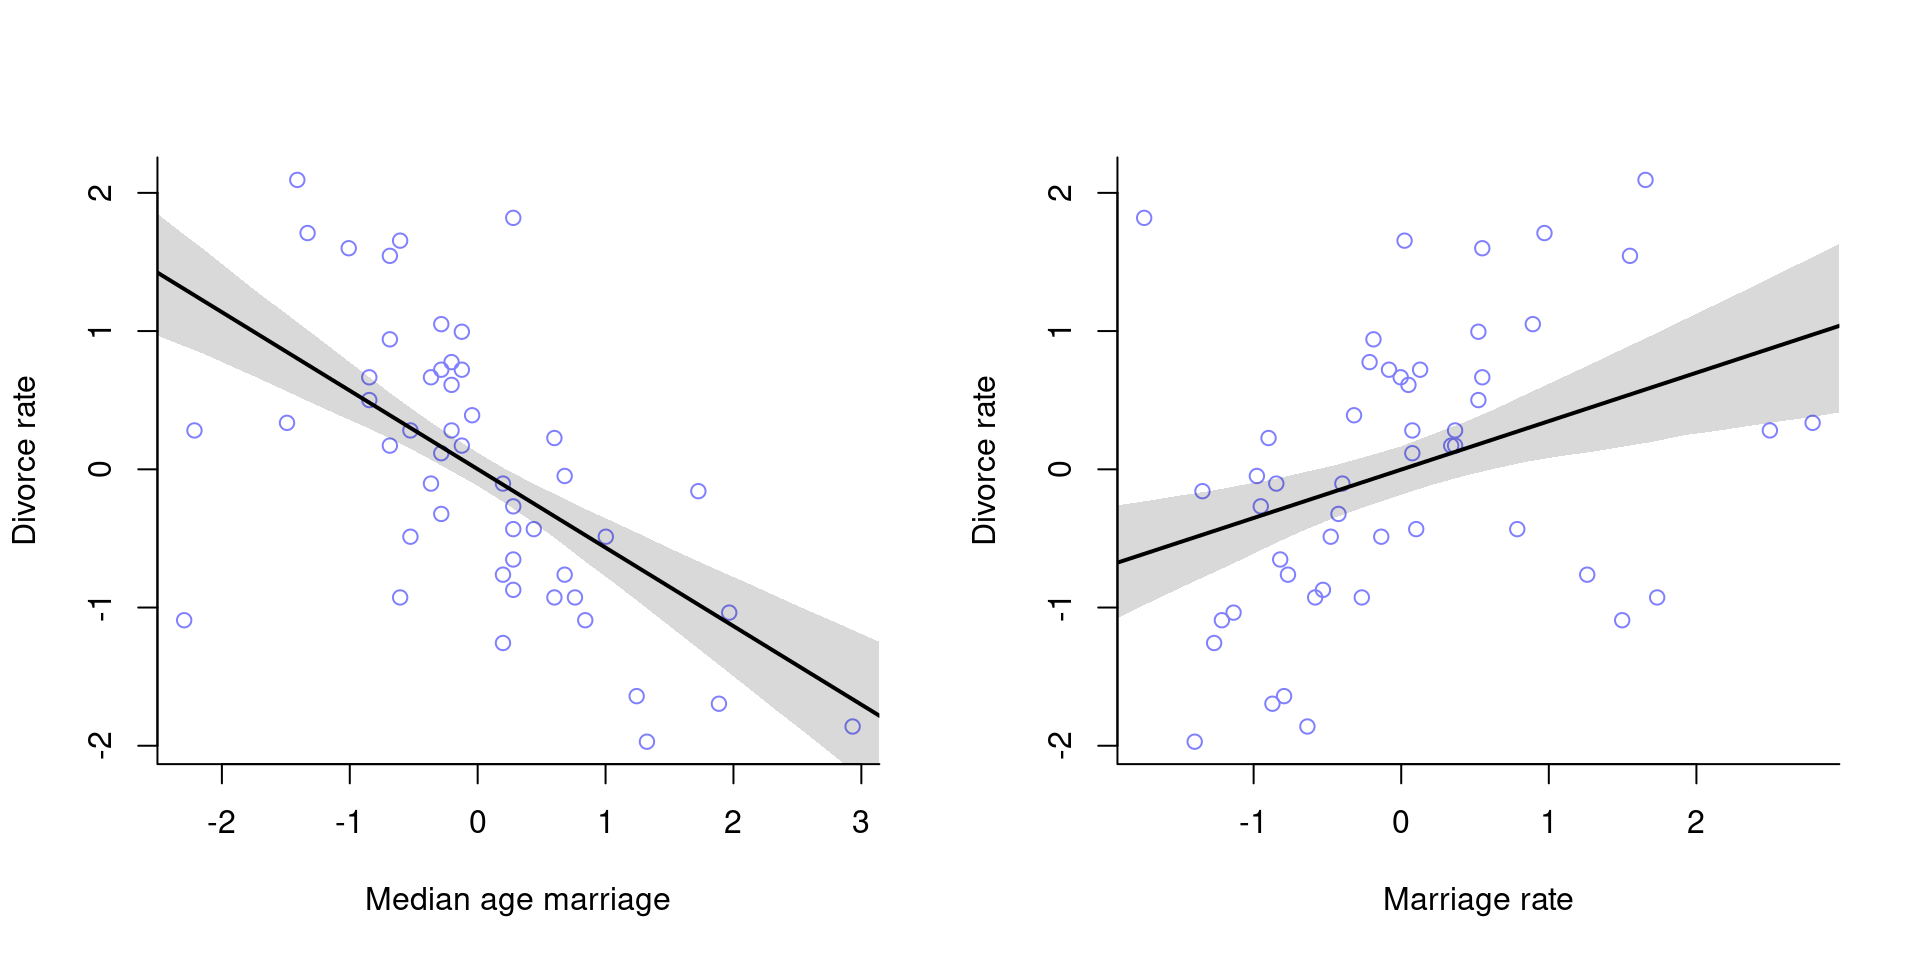 Divorce rate
2
1
0
-1
-2
-2 -1 0 1 2 3
Median age marriage
Divorce rate
2
1
0
-1
-2
-1 0 1 2
Marriage rate